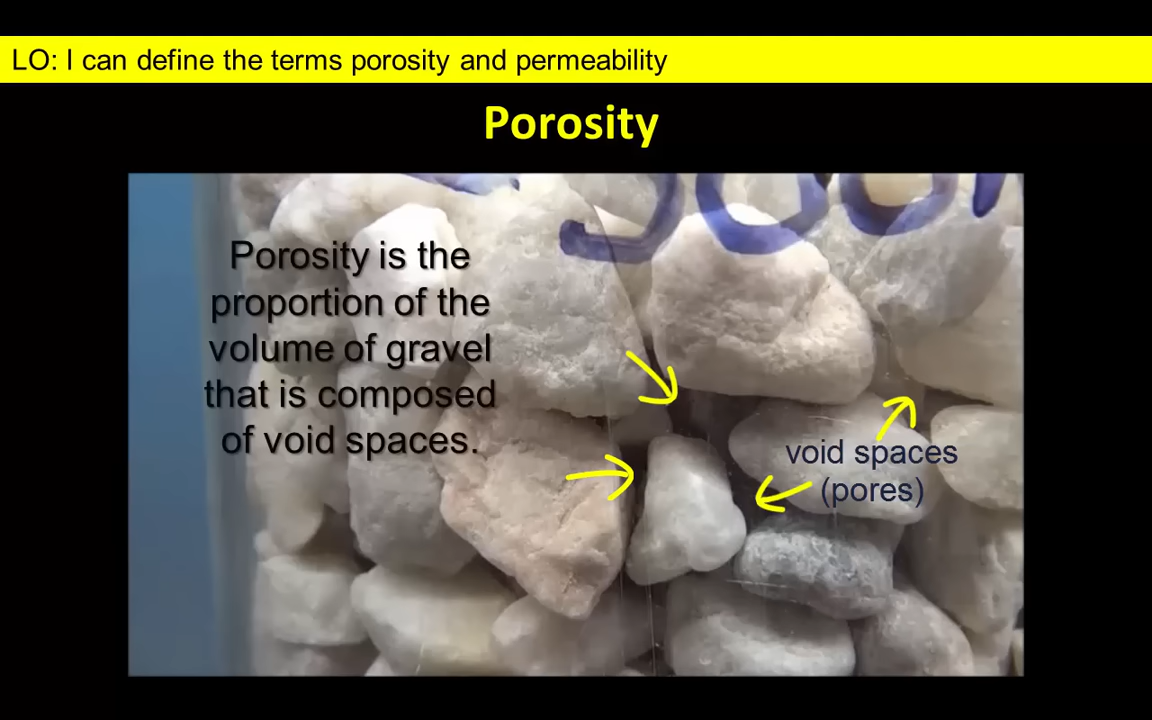 LO: I can define the terms porosity and permeability
Porosity
Porosity is the
proportion of the
volume of gravel
that is composed
of void spaces.
void spaces
(pores)